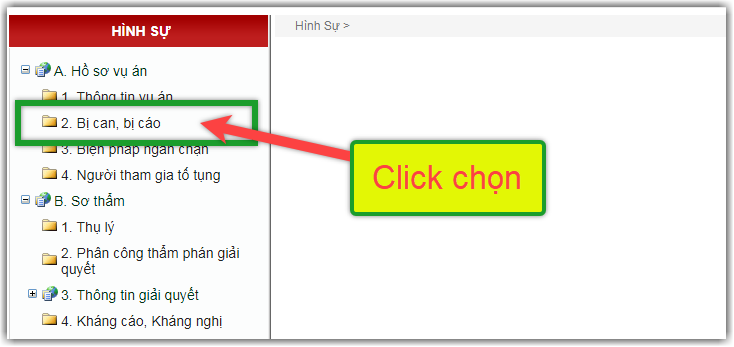 HÌNH SỰ
Hình Sự >
A. Hồ sơ vụ án
1. Thông tin vụ án
2. Bị can, bị cáo
3. Biện pháp ngăn chặn
4. Người tham gia tố tụng
Click chọn
B. Sơ thẩm
1. Thụ lý
2. Phân công thẩm phán giải
quyết
3. Thông tin giải quyết
4. Kháng cáo, Kháng nghị